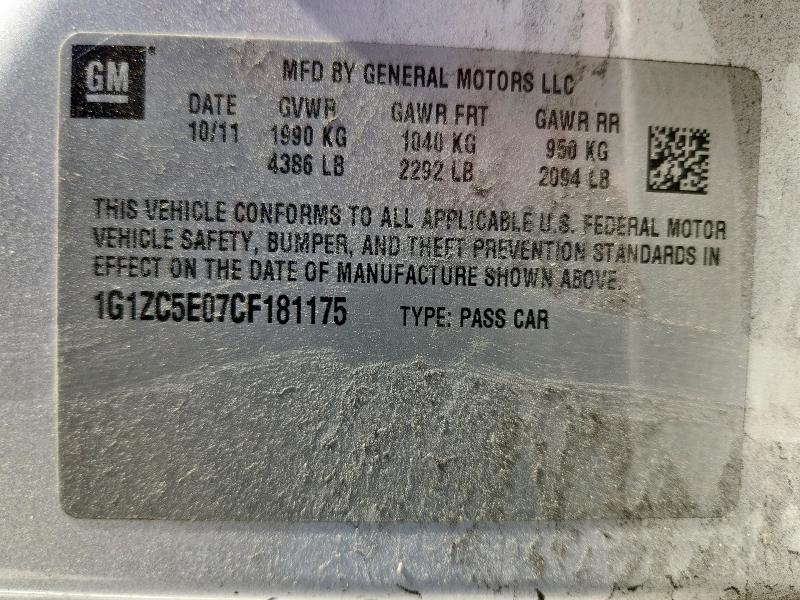 GM
MFD BY GENERAL MOTORS LLC
DATE GVWR GAWR FRT GAWR RR
10/11 1990 KG 1040 KG 950 KG
4386 LB 2292 LB 2094 LB
THIS VEHICLE CONFORMS TO ALL APPLICABLE U.S. FEDERAL MOTOR
VEHICLE SAFETY, BUMPER, AND THEFT PREVENTION STANDARDS IN
EFFECT ON THE DATE OF MANUFACTURE SHOWN ABOVE.
1G1ZC5E07CF181175 TYPE: PASS CAR